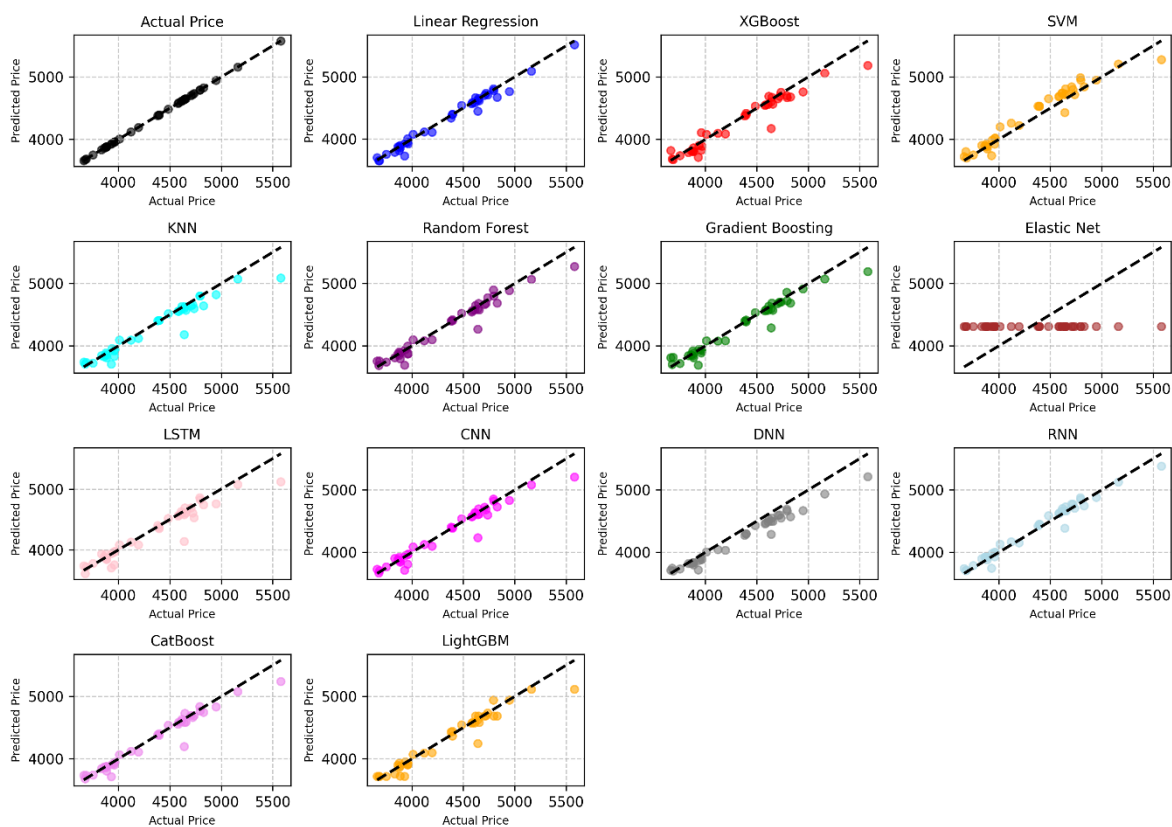 Actual Price
Linear Regression
XGBoost
SVM
Predicted Price
5000
4000
4000 4500 5000 5500
Actual Price
Predicted Price
5000
4000
4000 4500 5000 5500
Actual Price
Predicted Price
5000
4000
4000 4500 5000 5500
Actual Price
Predicted Price
5000
4000
4000 4500 5000 5500
Actual Price
KNN
Random Forest
Gradient Boosting
Elastic Net
Predicted Price
5000
4000
4000 4500 5000 5500
Actual Price
Predicted Price
5000
4000
4000 4500 5000 5500
Actual Price
Predicted Price
5000
4000
4000 4500 5000 5500
Actual Price
Predicted Price
5000
4000
4000 4500 5000 5500
Actual Price
LSTM
CNN
DNN
RNN
Predicted Price
5000
4000
4000 4500 5000 5500
Actual Price
Predicted Price
5000
4000
4000 4500 5000 5500
Actual Price
Predicted Price
5000
4000
4000 4500 5000 5500
Actual Price
Predicted Price
5000
4000
4000 4500 5000 5500
Actual Price
CatBoost
LightGBM
Predicted Price
5000
4000
4000 4500 5000 5500
Actual Price
Predicted Price
5000
4000
4000 4500 5000 5500
Actual Price